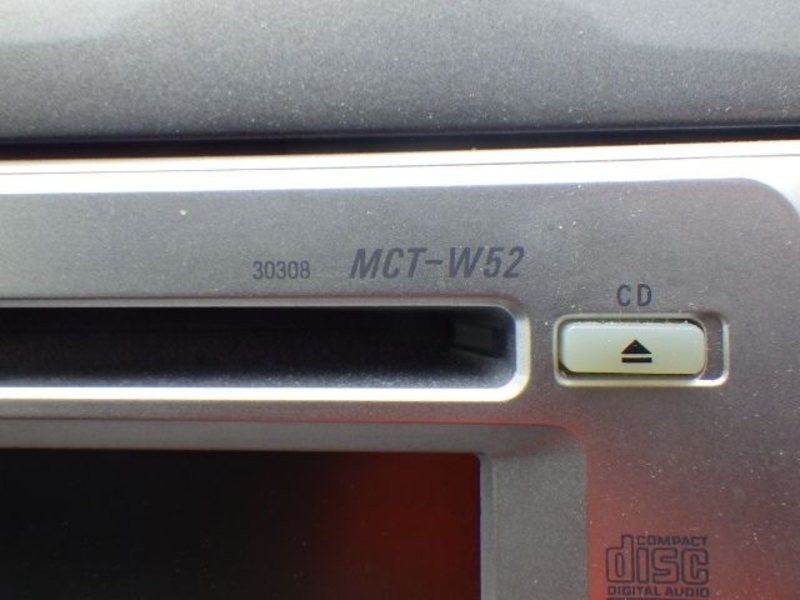 30308 MCT-W52
CD
COMPACT
disc
DIGITAL AUDIO